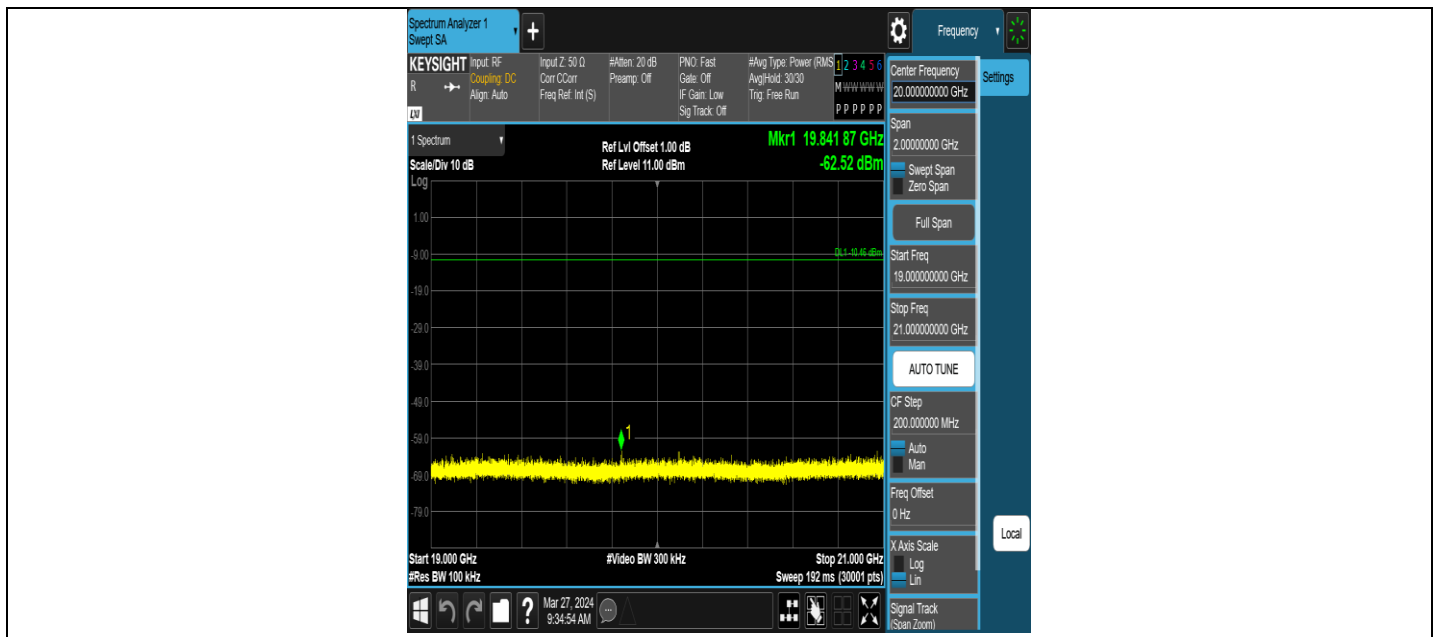 Spectrum Analyzer 1
Swept SA
+
Frequency
KEYSIGHT
R
LXI
Input: RF
Coupling: DC
Align: Auto
Input Z: 50 Ω
Corr CCorr
Freq Ref: Int (S)
#Atten: 20 dB
Preamp: Off
PNO: Fast
Gate: Off
IF Gain: Low
Sig Track: Off
#Avg Type: Power (RMS
Avg|Hold: 30/30
Trig: Free Run
1 2 3 4 5 6
M W W W W W
P P P P P P
1 Spectrum
Scale/Div 10 dB
Log
Ref Lvl Offset 1.00 dB
Ref Level 11.00 dBm
Mkr1 19.841 87 GHz
-62.52 dBm
1.00
-9.00
DL1 -10.46 dBm
-19.0
-29.0
-39.0
-49.0
-59.0
1
-69.0
-79.0
Start 19.000 GHz
#Res BW 100 kHz
#Video BW 300 kHz
Stop 21.000 GHz
Sweep 192 ms (30001 pts)
Center Frequency
20.000000000 GHz
Settings
Span
2.00000000 GHz
Swept Span
Zero Span
Full Span
Start Freq
19.000000000 GHz
Stop Freq
21.000000000 GHz
AUTO TUNE
CF Step
200.000000 MHz
Auto
Man
Freq Offset
0 Hz
X Axis Scale
Log
Lin
Local
Signal Track
(Span Zoom)
?
Mar 27, 2024
9:34:54 AM